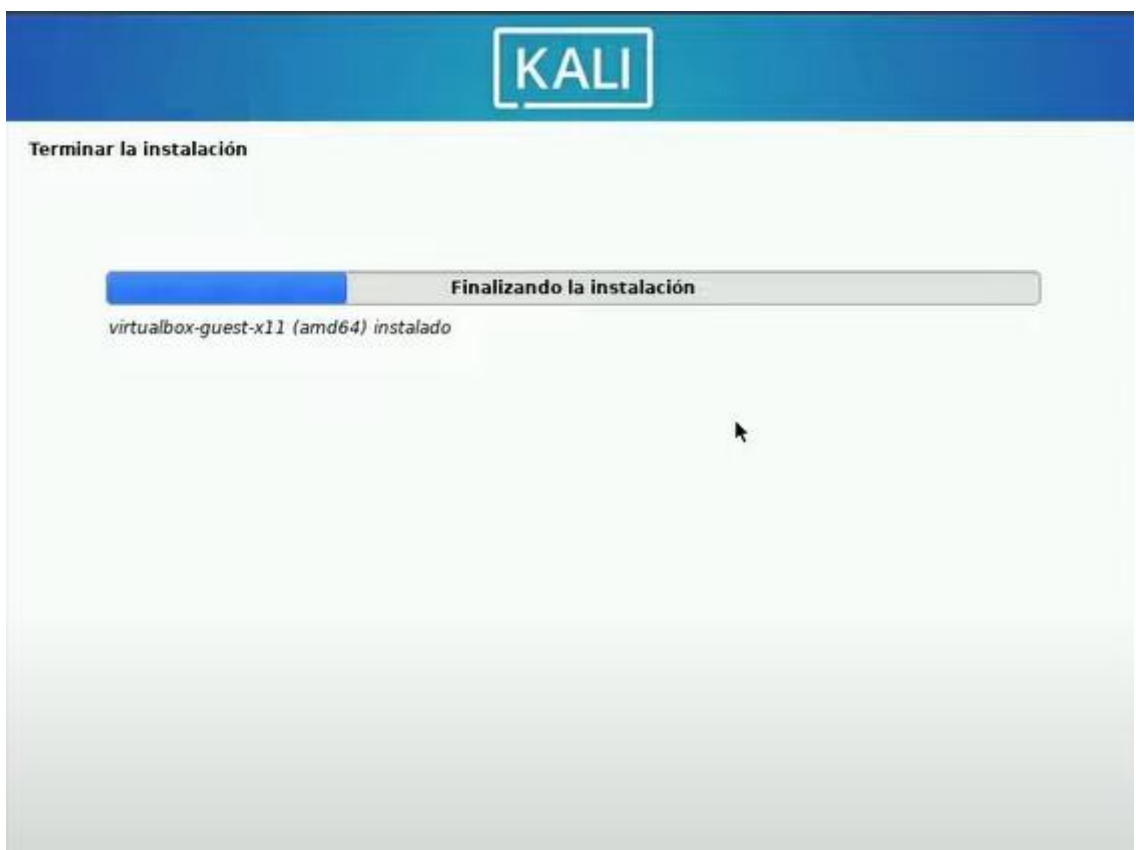 KALI
Terminar la instalación
Finalizando la instalación
virtualbox-guest-x11 (amd64) instalado